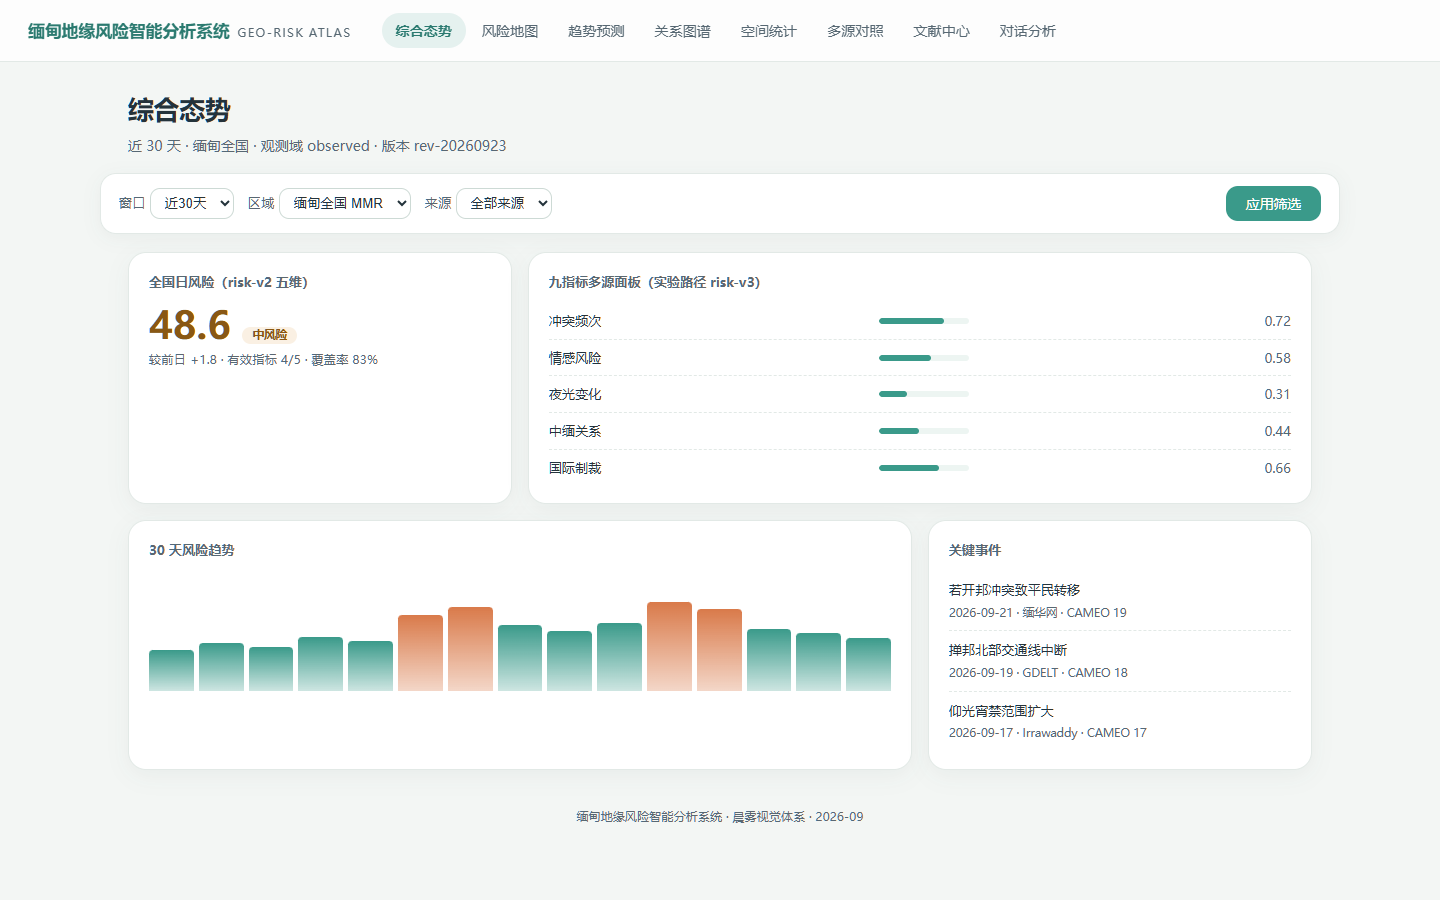 缅甸地缘风险智能分析系统 GEO-RISK ATLAS 综合态势 风险地图 趋势预测 关系图谱 空间统计 多源对照 文献中心 对话分析
综合态势
近 30 天 · 缅甸全国 · 观测域 observed · 版本 rev-20260923
窗口 近30天 区域 缅甸全国 MMR 来源 全部来源 应用筛选
全国日风险（risk-v2 五维）
48.6 中风险
较前日 +1.8 · 有效指标 4/5 · 覆盖率 83%
九指标多源面板（实验路径 risk-v3）
冲突频次 0.72
情感风险 0.58
夜光变化 0.31
中缅关系 0.44
国际制裁 0.66
30 天风险趋势
关键事件
若开邦冲突致平民转移
2026-09-21 · 缅华网 · CAMEO 19
掸邦北部交通线中断
2026-09-19 · GDELT · CAMEO 18
仰光宵禁范围扩大
2026-09-17 · Irrawaddy · CAMEO 17
缅甸地缘风险智能分析系统 · 晨雾视觉体系 · 2026-09